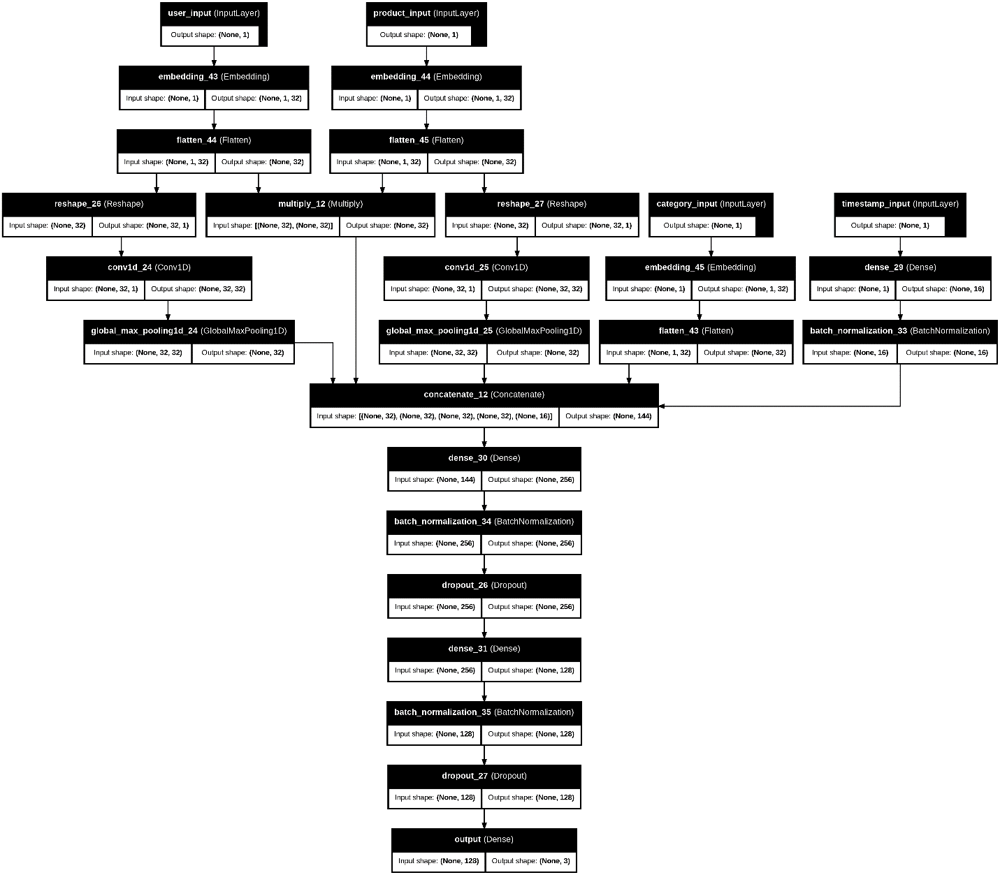 user_input (InputLayer)
Output shape: (None, 1)
product_input (InputLayer)
Output shape: (None, 1)
embedding_43 (Embedding)
Input shape: (None, 1) Output shape: (None, 1, 32)
embedding_44 (Embedding)
Input shape: (None, 1) Output shape: (None, 1, 32)
flatten_44 (Flatten)
Input shape: (None, 1, 32) Output shape: (None, 32)
flatten_45 (Flatten)
Input shape: (None, 1, 32) Output shape: (None, 32)
reshape_26 (Reshape)
Input shape: (None, 32) Output shape: (None, 32, 1)
multiply_12 (Multiply)
Input shape: [(None, 32), (None, 32)] Output shape: (None, 32)
reshape_27 (Reshape)
Input shape: (None, 32) Output shape: (None, 32, 1)
category_input (InputLayer)
Output shape: (None, 1)
timestamp_input (InputLayer)
Output shape: (None, 1)
conv1d_24 (Conv1D)
Input shape: (None, 32, 1) Output shape: (None, 32, 32)
conv1d_25 (Conv1D)
Input shape: (None, 32, 1) Output shape: (None, 32, 32)
embedding_45 (Embedding)
Input shape: (None, 1) Output shape: (None, 1, 32)
dense_29 (Dense)
Input shape: (None, 1) Output shape: (None, 16)
global_max_pooling1d_24 (GlobalMaxPooling1D)
Input shape: (None, 32, 32) Output shape: (None, 32)
global_max_pooling1d_25 (GlobalMaxPooling1D)
Input shape: (None, 32, 32) Output shape: (None, 32)
flatten_43 (Flatten)
Input shape: (None, 1, 32) Output shape: (None, 32)
batch_normalization_33 (BatchNormalization)
Input shape: (None, 16) Output shape: (None, 16)
concatenate_12 (Concatenate)
Input shape: [(None, 32), (None, 32), (None, 32), (None, 32), (None, 16)] Output shape: (None, 144)
dense_30 (Dense)
Input shape: (None, 144) Output shape: (None, 256)
batch_normalization_34 (BatchNormalization)
Input shape: (None, 256) Output shape: (None, 256)
dropout_26 (Dropout)
Input shape: (None, 256) Output shape: (None, 256)
dense_31 (Dense)
Input shape: (None, 256) Output shape: (None, 128)
batch_normalization_35 (BatchNormalization)
Input shape: (None, 128) Output shape: (None, 128)
dropout_27 (Dropout)
Input shape: (None, 128) Output shape: (None, 128)
output (Dense)
Input shape: (None, 128) Output shape: (None, 3)